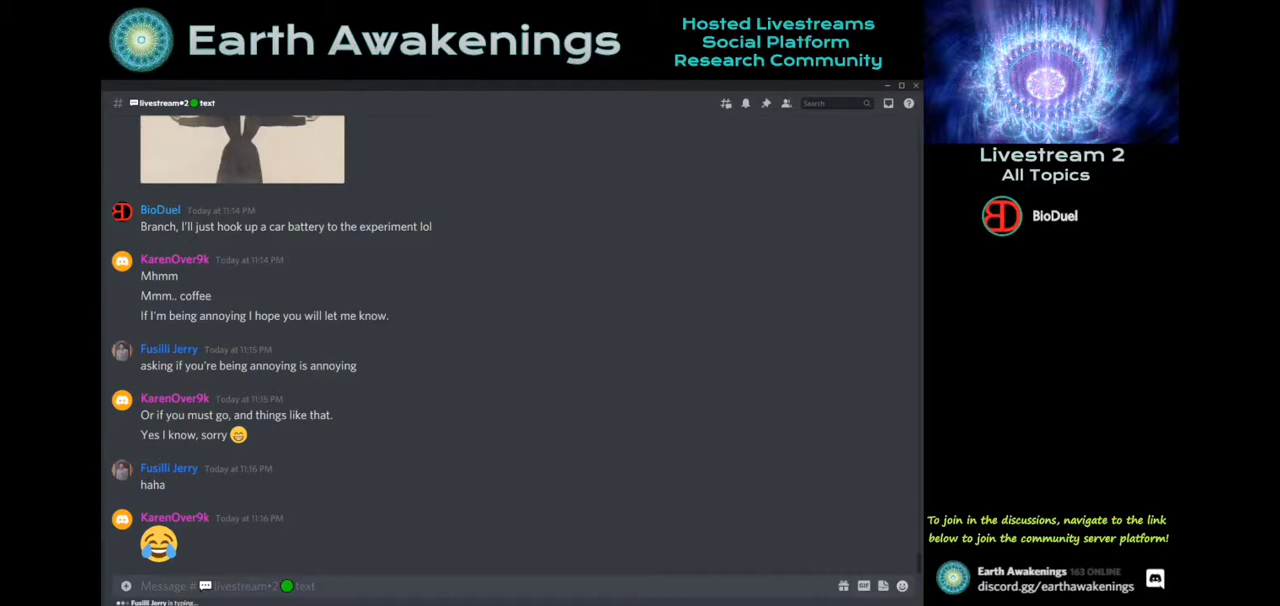 Earth Awakenings
Hosted Livestreams
Social Platform
Research Community
# 💬livestream•2🟢text
Search
BioDuel Today at 11:14 PM
Branch, I'll just hook up a car battery to the experiment lol
KarenOver9k Today at 11:14 PM
Mhmm
Mmm.. coffee
If I'm being annoying I hope you will let me know.
Fusilli Jerry Today at 11:15 PM
asking if you're being annoying is annoying
KarenOver9k Today at 11:15 PM
Or if you must go, and things like that.
Yes I know, sorry 😁
Fusilli Jerry Today at 11:16 PM
haha
KarenOver9k Today at 11:16 PM
😂
Message #💬livestream•2🟢text
GIF
Fusilli Jerry is typing...
Livestream 2
All Topics
BioDuel
To join in the discussions, navigate to the link
below to join the community server platform!
Earth Awakenings 163 ONLINE
discord.gg/earthawakenings